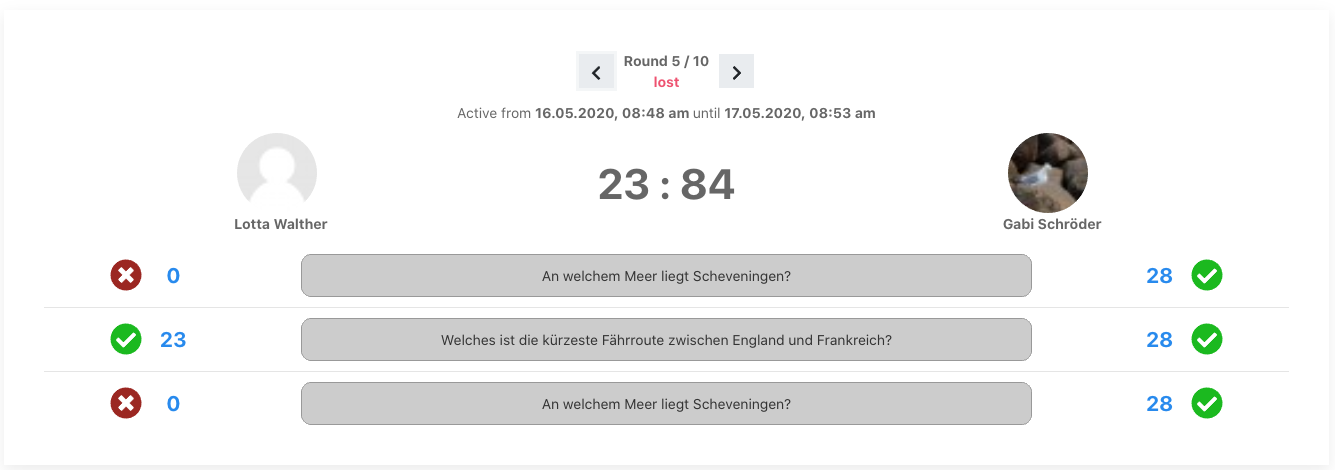 Round 5 / 10
lost
Active from 16.05.2020, 08:48 am until 17.05.2020, 08:53 am
23 : 84
Lotta Walther
Gabi Schröder
0 An welchem Meer liegt Scheveningen? 28
23 Welches ist die kürzeste Fährroute zwischen England und Frankreich? 28
0 An welchem Meer liegt Scheveningen? 28